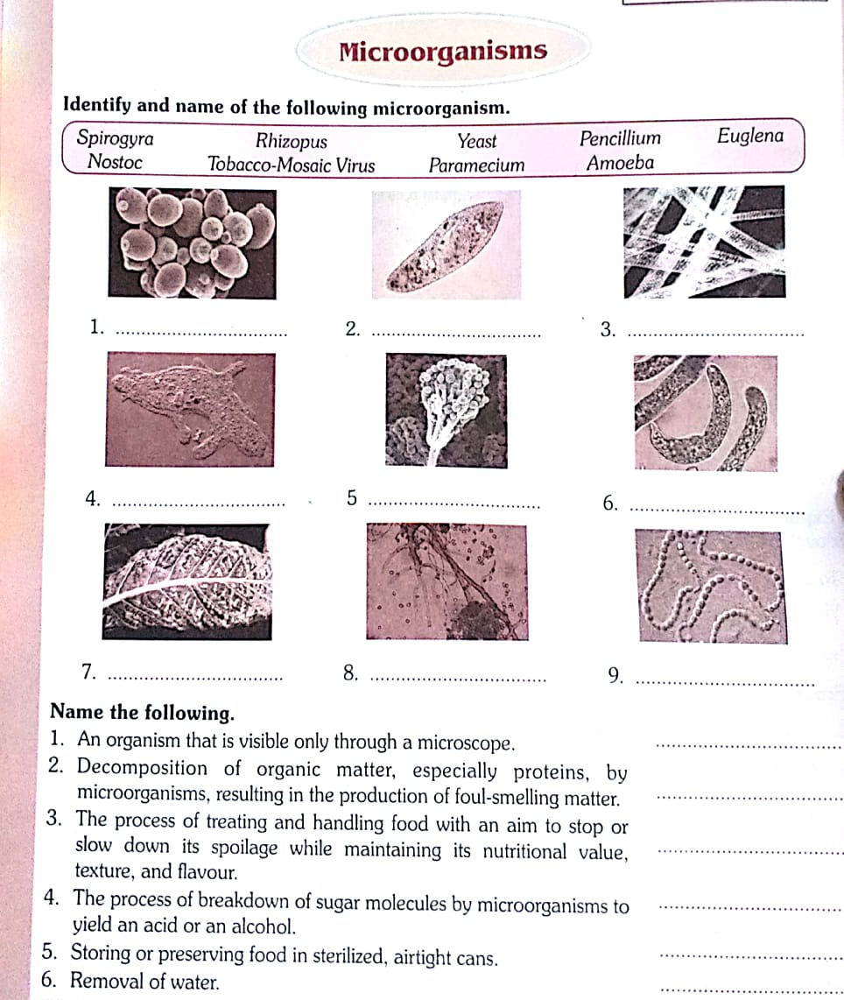 Microorganisms
Identify and name of the following microorganism.
Spirogyra Rhizopus Yeast Pencillium Euglena
Nostoc Tobacco-Mosaic Virus Paramecium Amoeba
1. .................................. 2. .................................. 3. ..................................
4. .................................. 5 .................................. 6. ..................................
7. .................................. 8. .................................. 9. ..................................
Name the following.
1. An organism that is visible only through a microscope. ..................................
2. Decomposition of organic matter, especially proteins, by
microorganisms, resulting in the production of foul-smelling matter. ..................................
3. The process of treating and handling food with an aim to stop or
slow down its spoilage while maintaining its nutritional value, ..................................
texture, and flavour.
4. The process of breakdown of sugar molecules by microorganisms to ..................................
yield an acid or an alcohol.
5. Storing or preserving food in sterilized, airtight cans. ..................................
6. Removal of water. ..................................